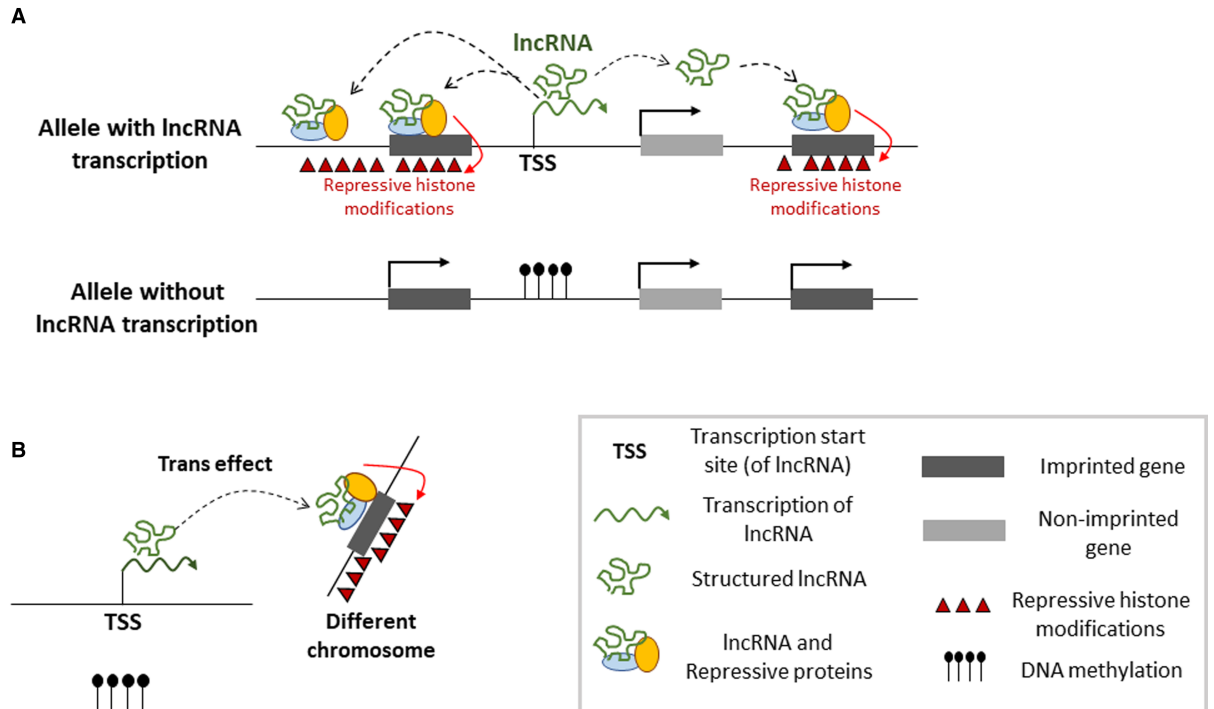 A
lncRNA
Allele with lncRNA
transcription
TSS
Repressive histone
modifications
Repressive histone
modifications
Allele without
lncRNA transcription
B
Trans effect
TSS
Different
chromosome
TSS
Transcription start
site (of lncRNA)
Transcription of
lncRNA
Structured lncRNA
lncRNA and
Repressive proteins
Imprinted gene
Non-imprinted
gene
Repressive histone
modifications
DNA methylation